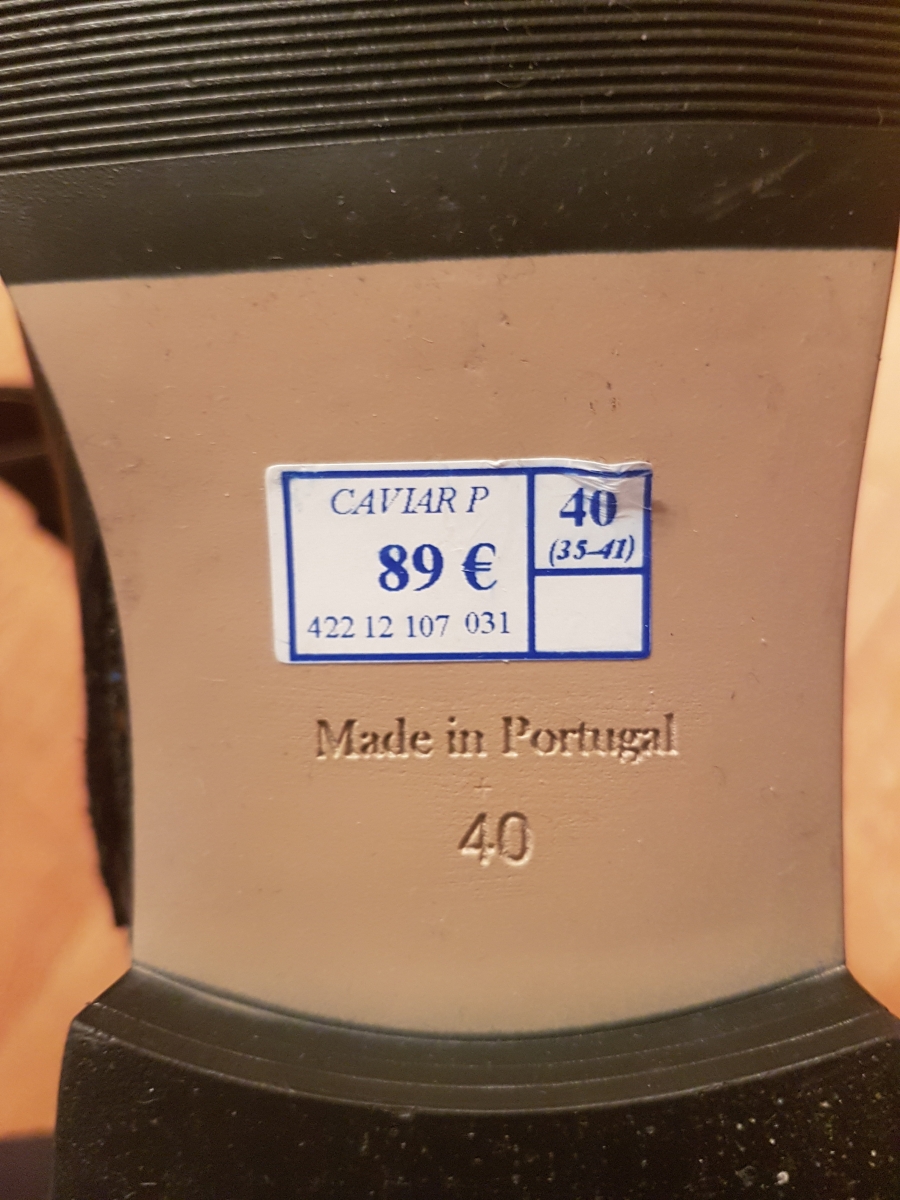 CAVIAR P
89 €
422 12 107 031
40
(35-41)
Made in Portugal
40